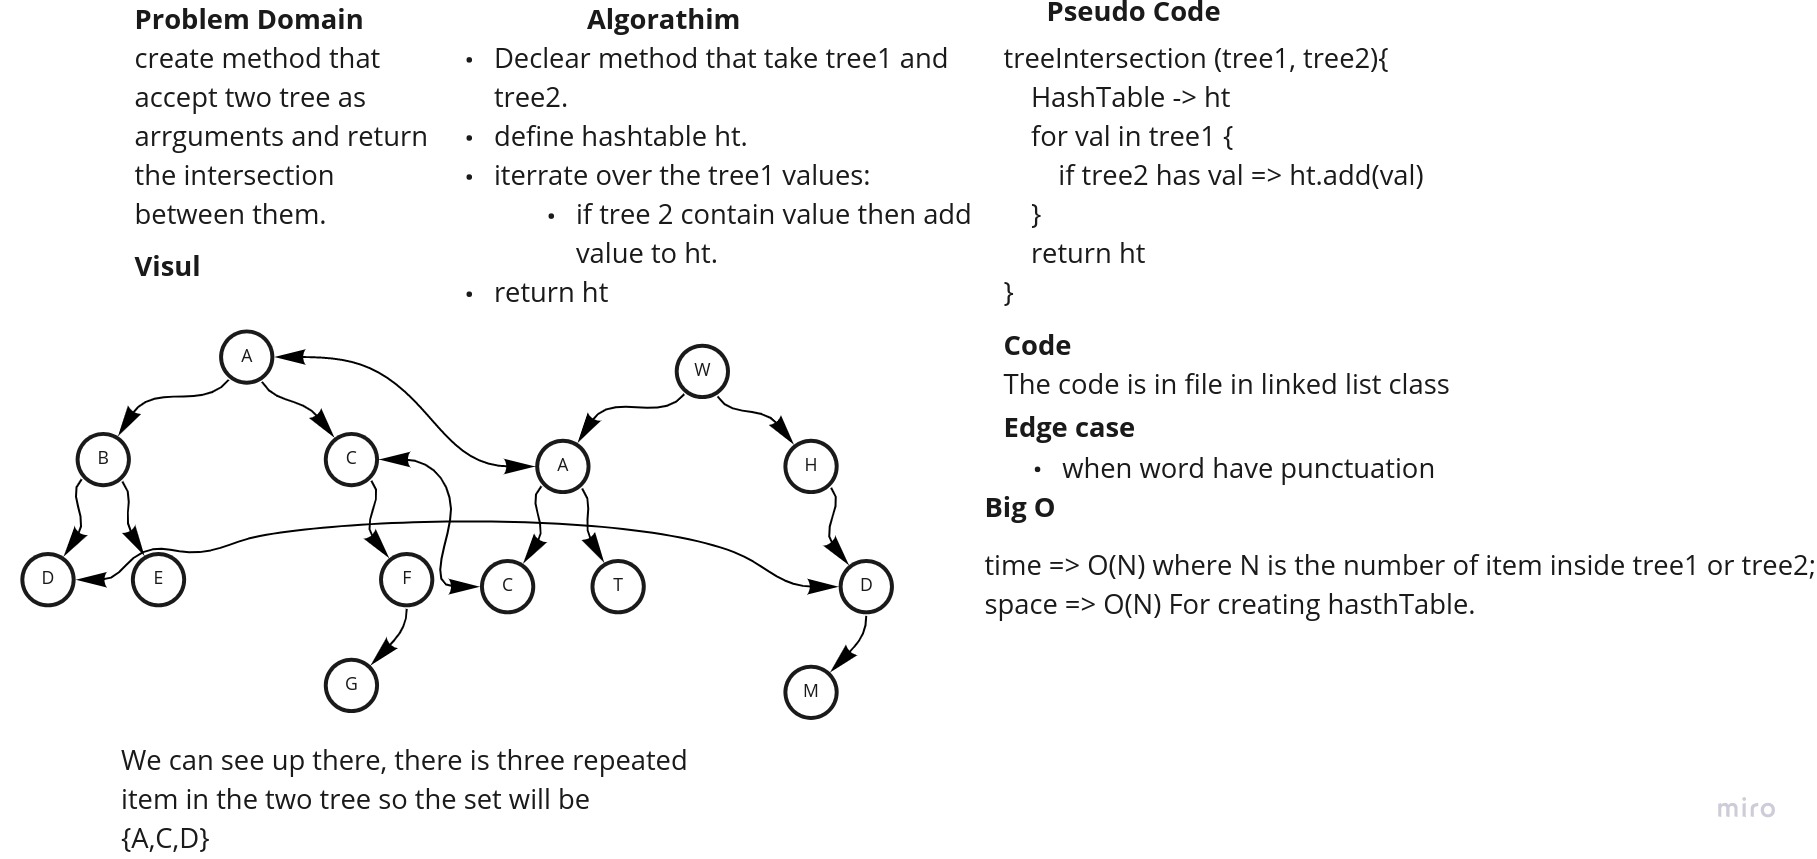 Problem Domain
create method that
accept two tree as
arrguments and return
the intersection
between them.
Visul
Algorathim
• Declear method that take tree1 and
tree2.
• define hashtable ht.
• iterrate over the tree1 values:
• if tree 2 contain value then add
value to ht.
• return ht
Pseudo Code
treeIntersection (tree1, tree2){
HashTable -> ht
for val in tree1 {
if tree2 has val => ht.add(val)
}
return ht
}
Code
The code is in file in linked list class
Edge case
• when word have punctuation
Big O
time => O(N) where N is the number of item inside tree1 or tree2;
space => O(N) For creating hasthTable.
A
W
B
C
A
H
D
E
F
C
T
D
G
M
We can see up there, there is three repeated
item in the two tree so the set will be
{A,C,D}
miro